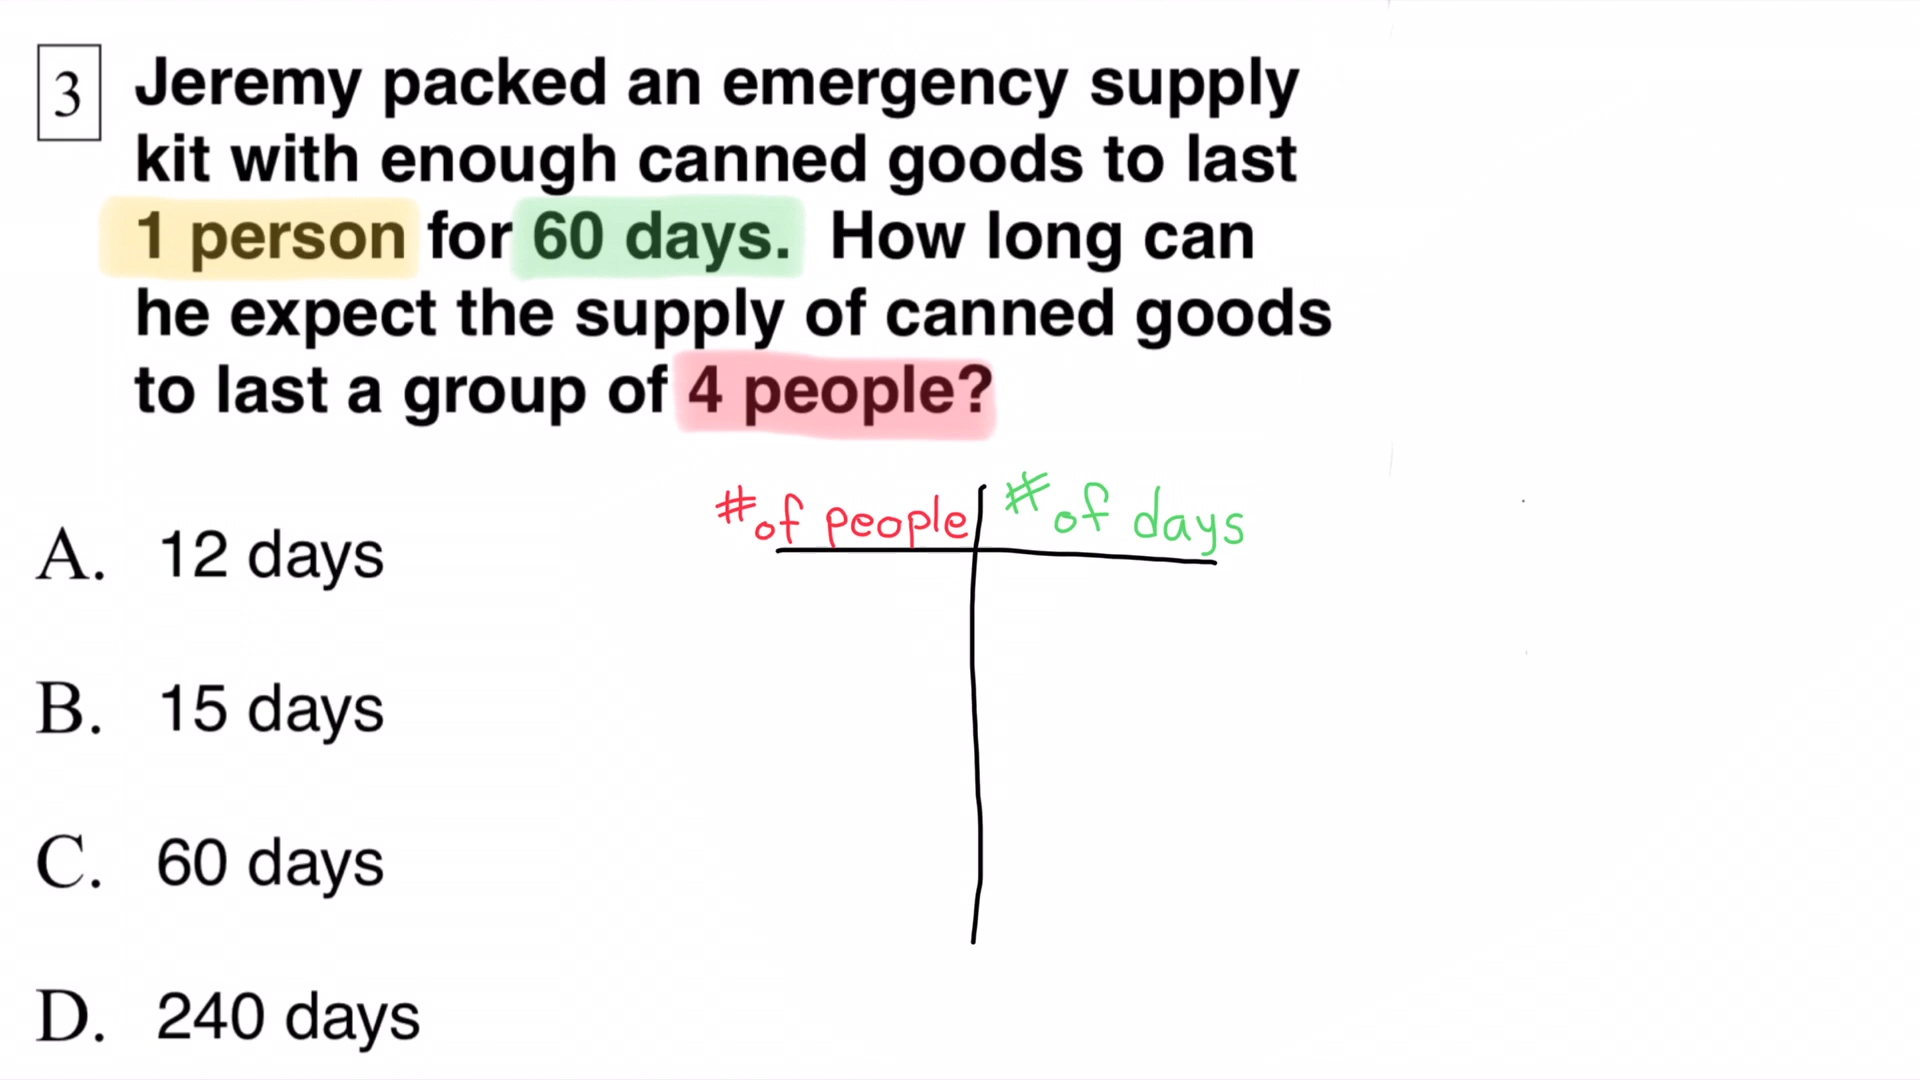 3 Jeremy packed an emergency supply
kit with enough canned goods to last
1 person for 60 days. How long can
he expect the supply of canned goods
to last a group of 4 people?
# of people # of days
A. 12 days
B. 15 days
C. 60 days
D. 240 days